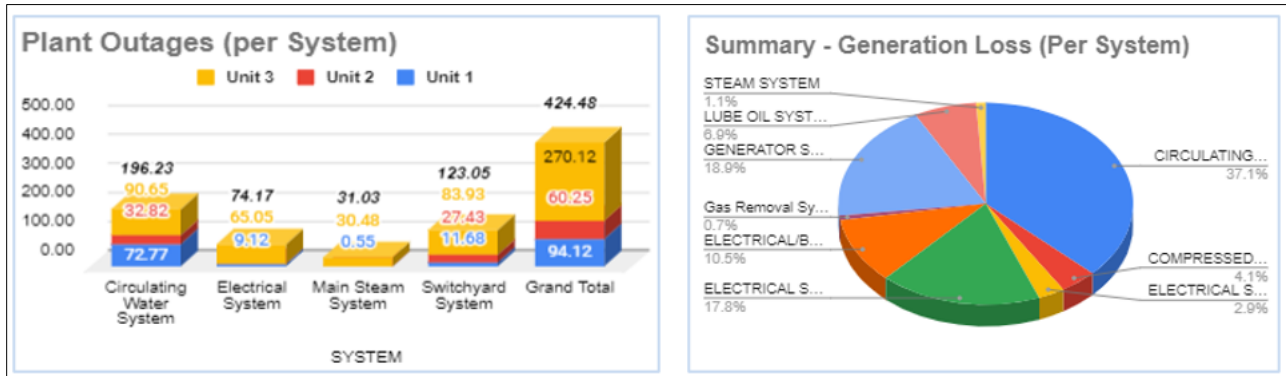 Plant Outages (per System)
Unit 3 Unit 2 Unit 1
500.00
400.00
300.00
200.00
100.00
0.00
196.23
90.65
32.82
72.77
74.17
65.05
9.12
31.03
30.48
0.55
123.05
83.93
27.43
11.68
424.48
270.12
60.25
94.12
Circulating
Water
System
Electrical
System
Main Steam
System
Switchyard
System
Grand Total
SYSTEM
Summary - Generation Loss (Per System)
STEAM SYSTEM
1.1%
LUBE OIL SYST...
6.9%
GENERATOR S...
18.9%
Gas Removal Sy...
0.7%
ELECTRICAL/B...
10.5%
ELECTRICAL S...
17.8%
CIRCULATING...
37.1%
COMPRESSED...
4.1%
ELECTRICAL S...
2.9%